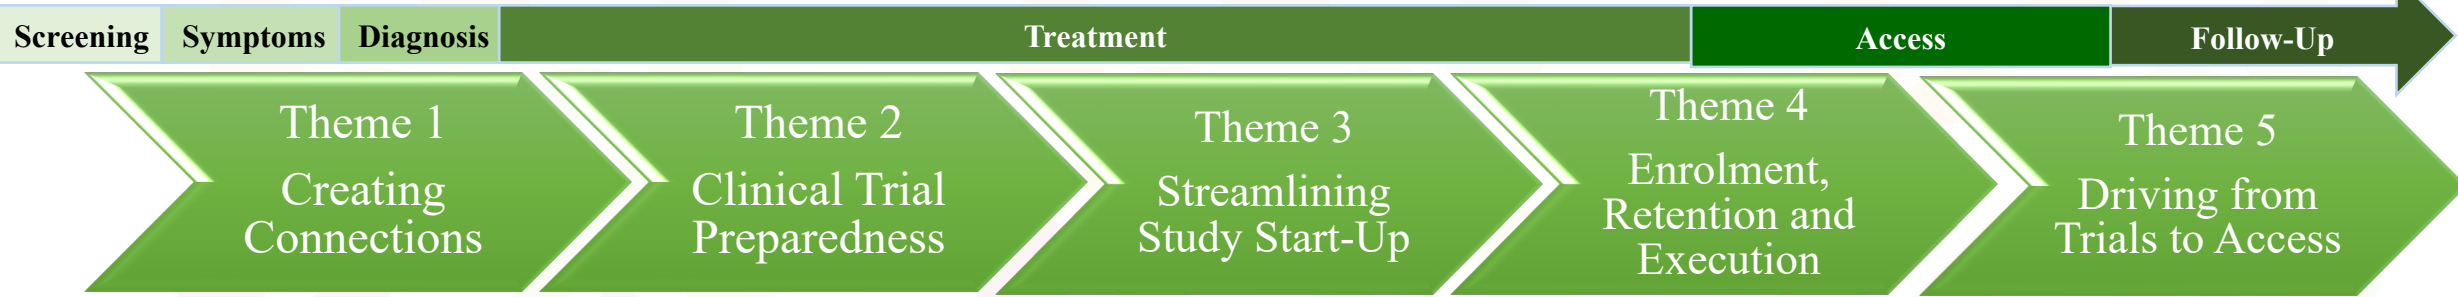 Screening Symptoms Diagnosis Treatment Access Follow-Up
Theme 1
Creating
Connections
Theme 2
Clinical Trial
Preparedness
Theme 3
Streamlining
Study Start-Up
Theme 4
Enrolment,
Retention and
Execution
Theme 5
Driving from
Trials to Access